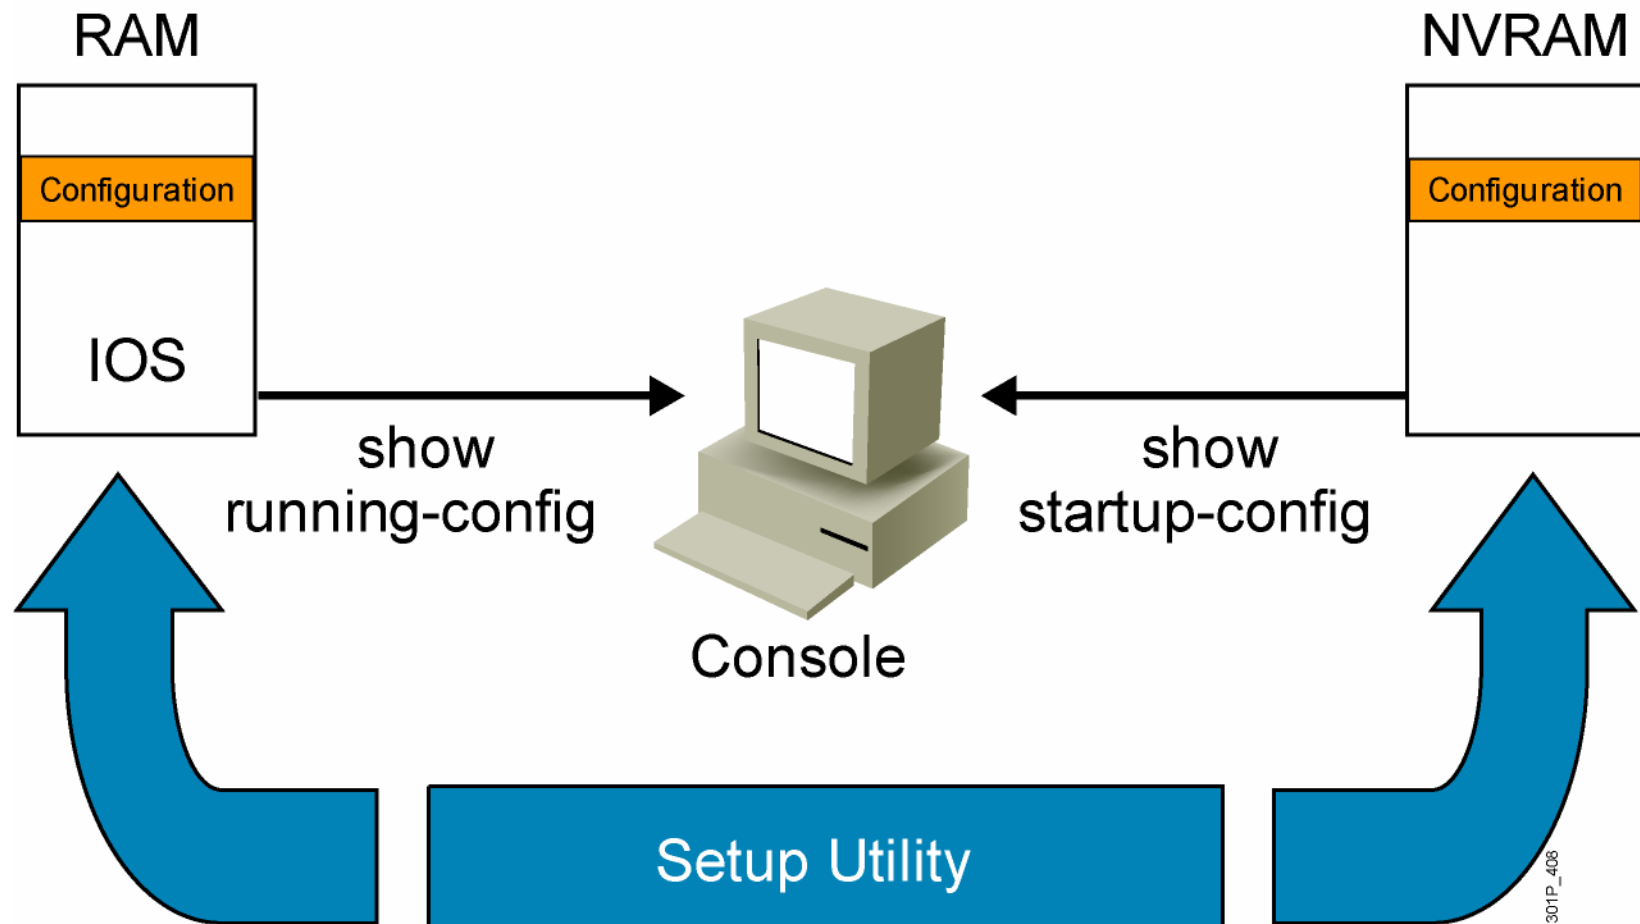 RAM
NVRAM
Configuration
Configuration
IOS
show
running-config
show
startup-config
Console
Setup Utility
301P_408